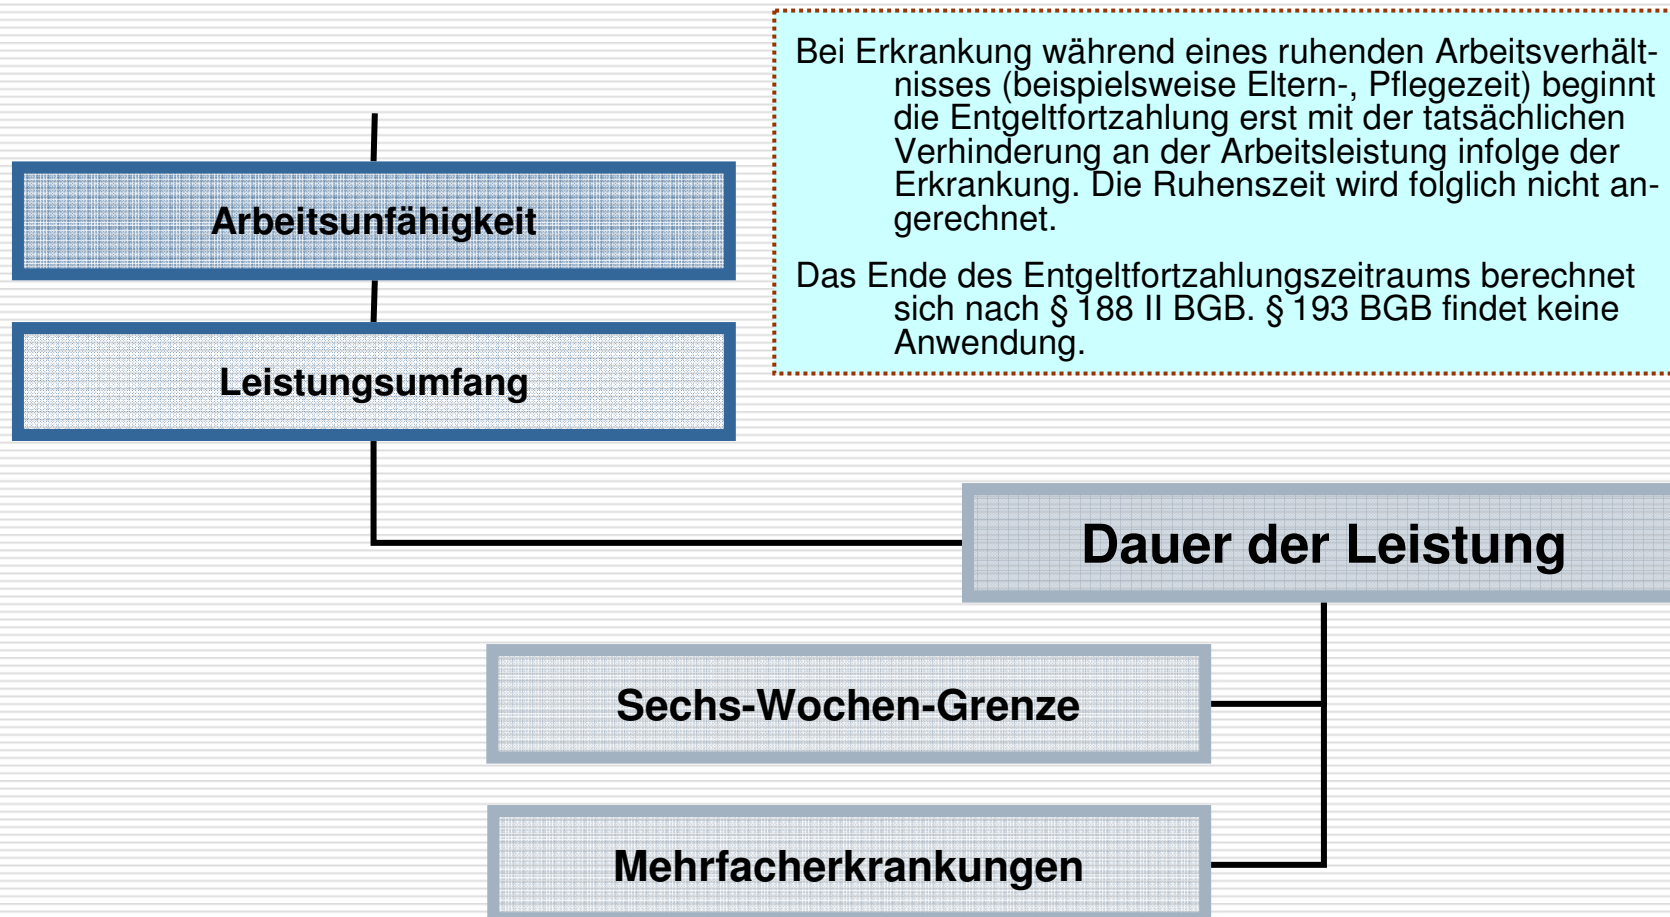 Bei Erkrankung während eines ruhenden Arbeitsverhält-
nisses (beispielsweise Eltern-, Pflegezeit) beginnt
die Entgeltfortzahlung erst mit der tatsächlichen
Verhinderung an der Arbeitsleistung infolge der
Erkrankung. Die Ruhenszeit wird folglich nicht an-
gerechnet.
Das Ende des Entgeltfortzahlungszeitraums berechnet
sich nach § 188 II BGB. § 193 BGB findet keine
Anwendung.
Arbeitsunfähigkeit
Leistungsumfang
Dauer der Leistung
Sechs-Wochen-Grenze
Mehrfacherkrankungen